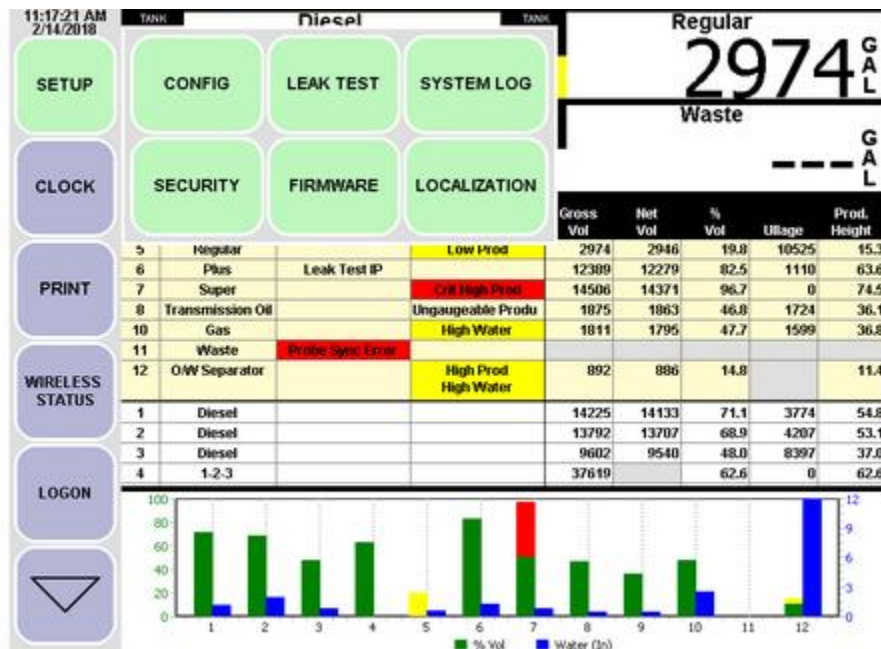 11:17:21 AM
2/14/2018
TANK Diesel TANK
Regular
2974 GAL
Waste
--- GAL
SETUP
CONFIG LEAK TEST SYSTEM LOG
CLOCK
SECURITY FIRMWARE LOCALIZATION
PRINT
WIRELESS
STATUS
LOGON
Gross Net % Prod.
Vol Vol Vol Ullage Height
5 Regular Low Prod 2974 2946 19.8 10525 15.3
6 Plus Leak Test IP 12389 12279 82.5 1110 63.6
7 Super Crit High Prod 14506 14371 96.7 0 74.5
8 Transmission Oil Ungaugeable Produ 1875 1863 46.8 1724 36.1
10 Gas High Water 1811 1795 47.7 1599 36.8
11 Waste Probe Sync Error
12 O/W Separator High Prod 892 886 14.8 11.4
High Water
1 Diesel 14225 14133 71.1 3774 54.8
2 Diesel 13792 13707 68.9 4207 53.1
3 Diesel 9602 9540 48.0 8397 37.0
4 1-2-3 37619 62.6 0 62.6
100 12
80 9
60 6
40
20 3
0 0
1 2 3 4 5 6 7 8 9 10 11 12
% Vol Water (In)